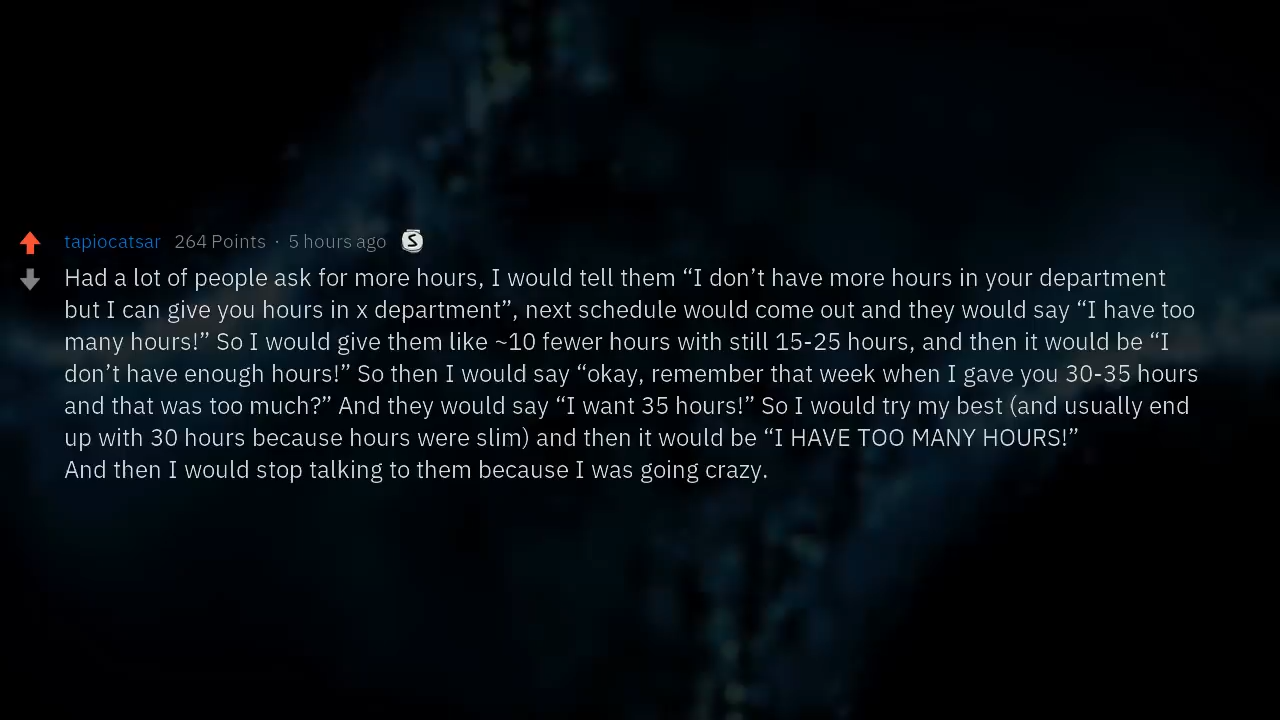 tapiocatsar 264 Points · 5 hours ago
Had a lot of people ask for more hours, I would tell them “I don’t have more hours in your department
but I can give you hours in x department”, next schedule would come out and they would say “I have too
many hours!” So I would give them like ~10 fewer hours with still 15-25 hours, and then it would be “I
don’t have enough hours!” So then I would say “okay, remember that week when I gave you 30-35 hours
and that was too much?” And they would say “I want 35 hours!” So I would try my best (and usually end
up with 30 hours because hours were slim) and then it would be “I HAVE TOO MANY HOURS!”
And then I would stop talking to them because I was going crazy.